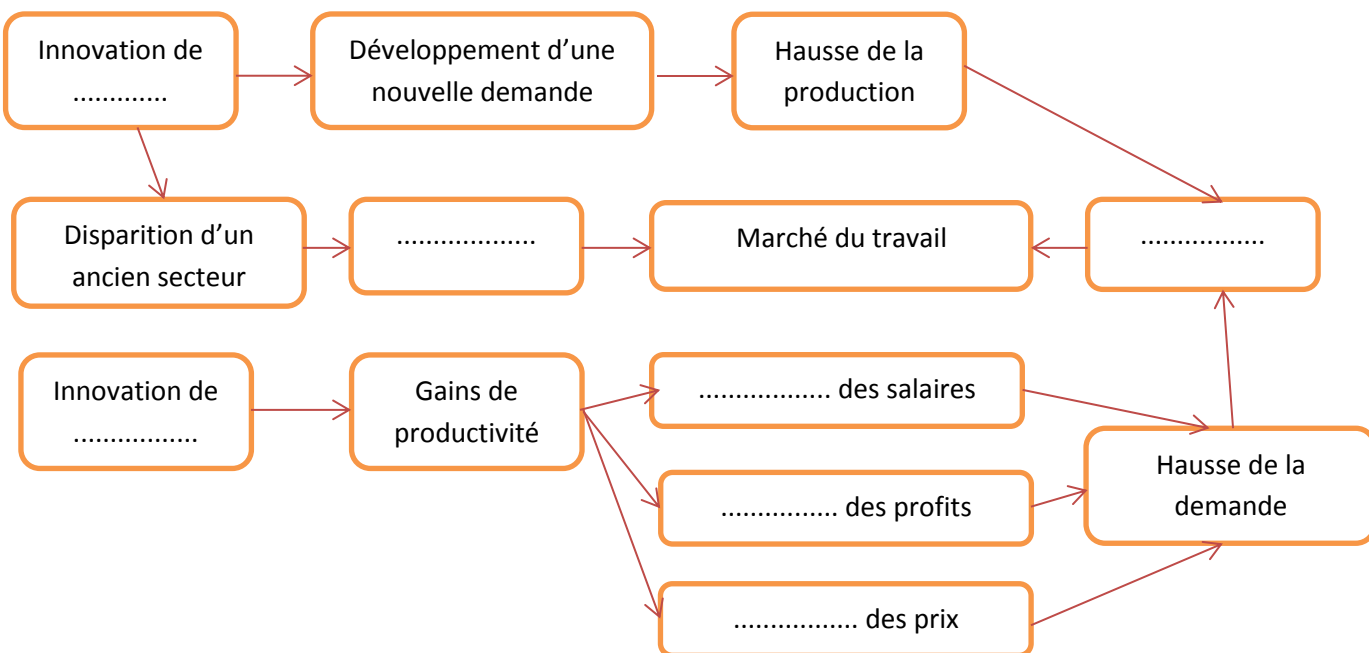 Innovation de
.............
Développement d'une
nouvelle demande
Hausse de la
production
Disparition d'un
ancien secteur
...................
Marché du travail
.................
Innovation de
.................
Gains de
productivité
.................. des salaires
................ des profits
................. des prix
Hausse de la
demande